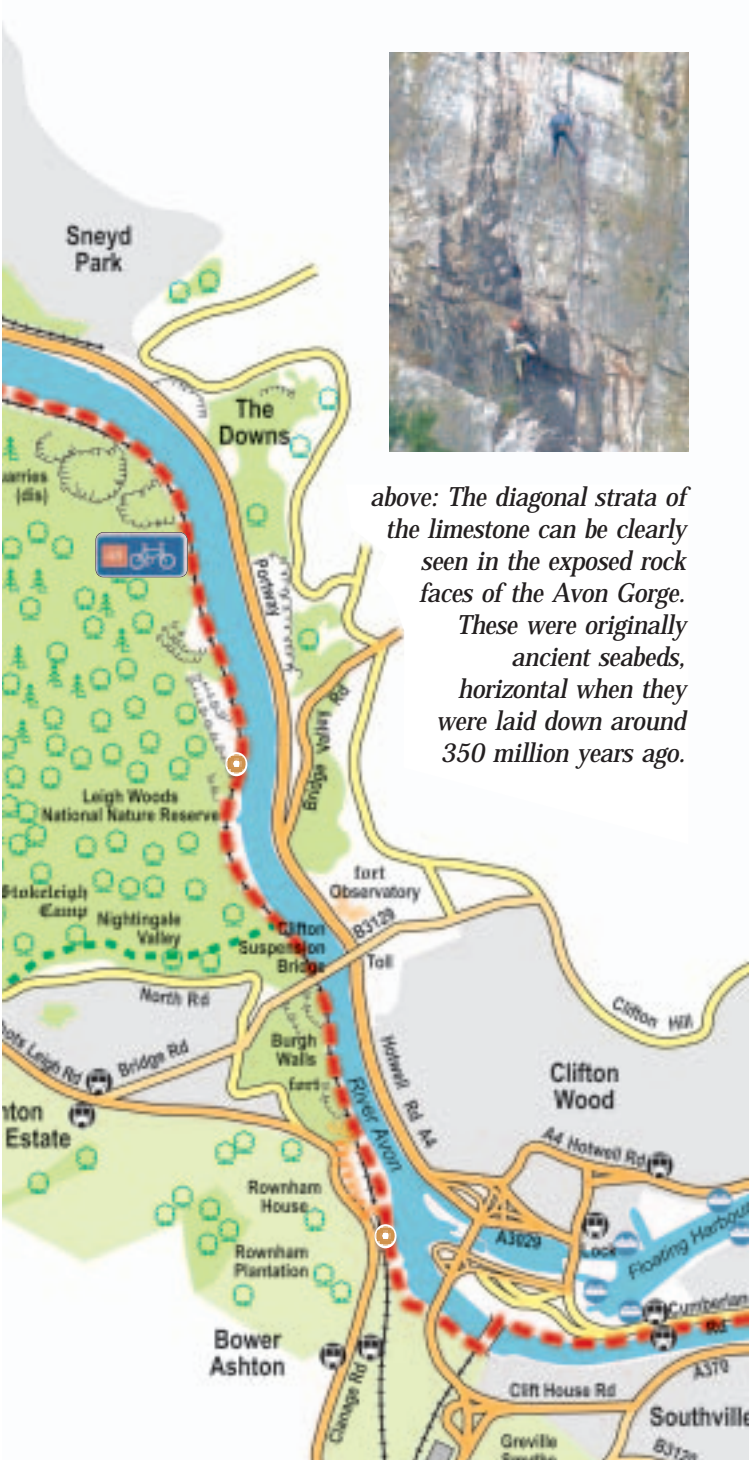 Sneyd
Park
The
Downs
above: The diagonal strata of
the limestone can be clearly
seen in the exposed rock
faces of the Avon Gorge.
These were originally
ancient seabeds,
horizontal when they
were laid down around
350 million years ago.
uarries
(dis)
Portway
Bridge Valley Rd
Leigh Woods
National Nature Reserve
fort
Observatory
Stokeleigh
Camp
Nightingale
Valley
Clifton
Suspension
Bridge
B3129
Toll
North Rd
Clifton Hill
ots Leigh Rd
Bridge Rd
Burgh
Walls
fort
River Avon
Hotwell Rd A4
Clifton
Wood
nton
Estate
A4 Hotwell Rd
Rownham
House
A3029
Lock
Floating Harbour
Rownham
Plantation
Cumberlan
Rd
Bower
Ashton
Clanage Rd
A370
Clift House Rd
Southville
Greville
Smythe
B3120